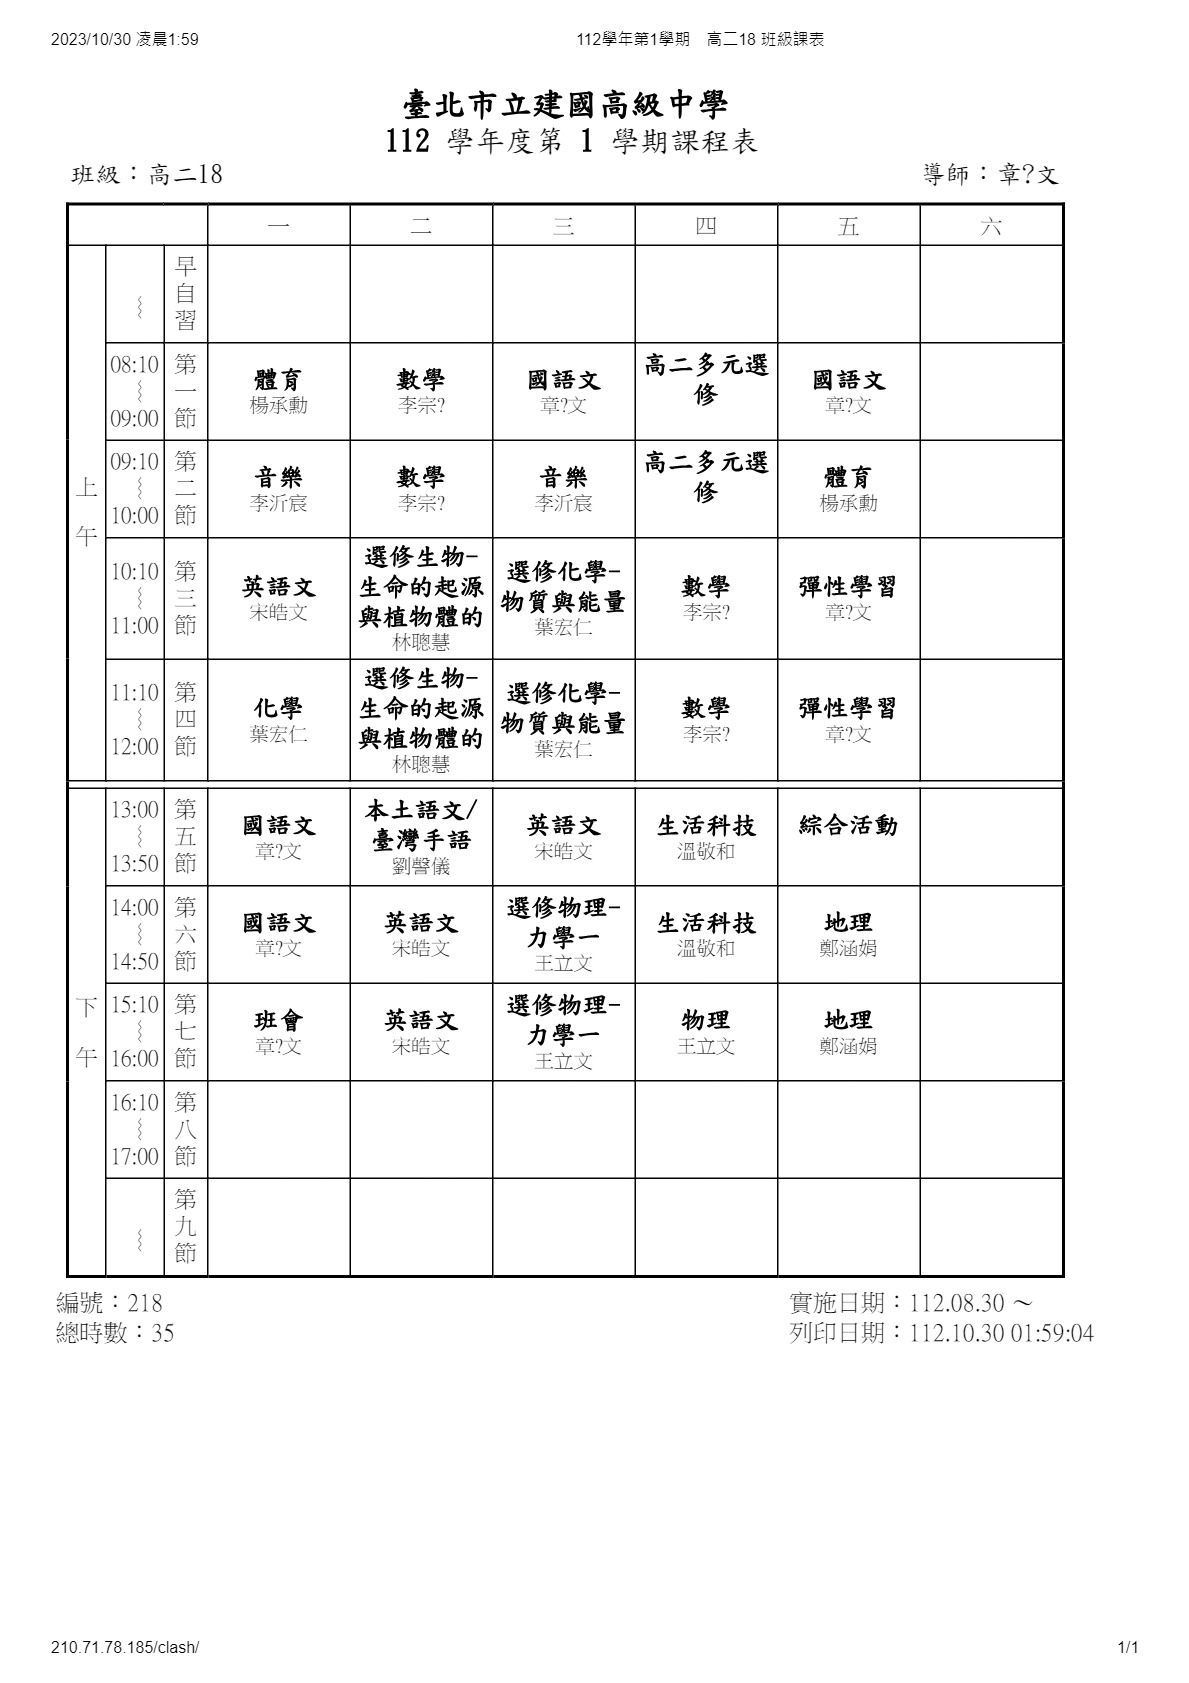 2023/10/30 凌晨1:59
112學年第1學期　高二18 班級課表
臺北市立建國高級中學
112 學年度第 1 學期課程表
班級：高二18
導師：章?文
一 二 三 四 五 六
上午
早自習
～
08:10
～
09:00
第一節
體育
楊承勳
數學
李宗?
國語文
章?文
高二多元選
修
國語文
章?文
09:10
～
10:00
第二節
音樂
李沂宸
數學
李宗?
音樂
李沂宸
高二多元選
修
體育
楊承勳
10:10
～
11:00
第三節
英語文
宋皓文
選修生物-
生命的起源
與植物體的
林聰慧
選修化學-
物質與能量
葉宏仁
數學
李宗?
彈性學習
章?文
11:10
～
12:00
第四節
化學
葉宏仁
選修生物-
生命的起源
與植物體的
林聰慧
選修化學-
物質與能量
葉宏仁
數學
李宗?
彈性學習
章?文
下午
13:00
～
13:50
第五節
國語文
章?文
本土語文/
臺灣手語
劉謦儀
英語文
宋皓文
生活科技
溫敬和
綜合活動
14:00
～
14:50
第六節
國語文
章?文
英語文
宋皓文
選修物理-
力學一
王立文
生活科技
溫敬和
地理
鄭涵娟
15:10
～
16:00
第七節
班會
章?文
英語文
宋皓文
選修物理-
力學一
王立文
物理
王立文
地理
鄭涵娟
16:10
～
17:00
第八節
～
第九節
編號：218
總時數：35
實施日期：112.08.30 ～
列印日期：112.10.30 01:59:04
210.71.78.185/clash/
1/1